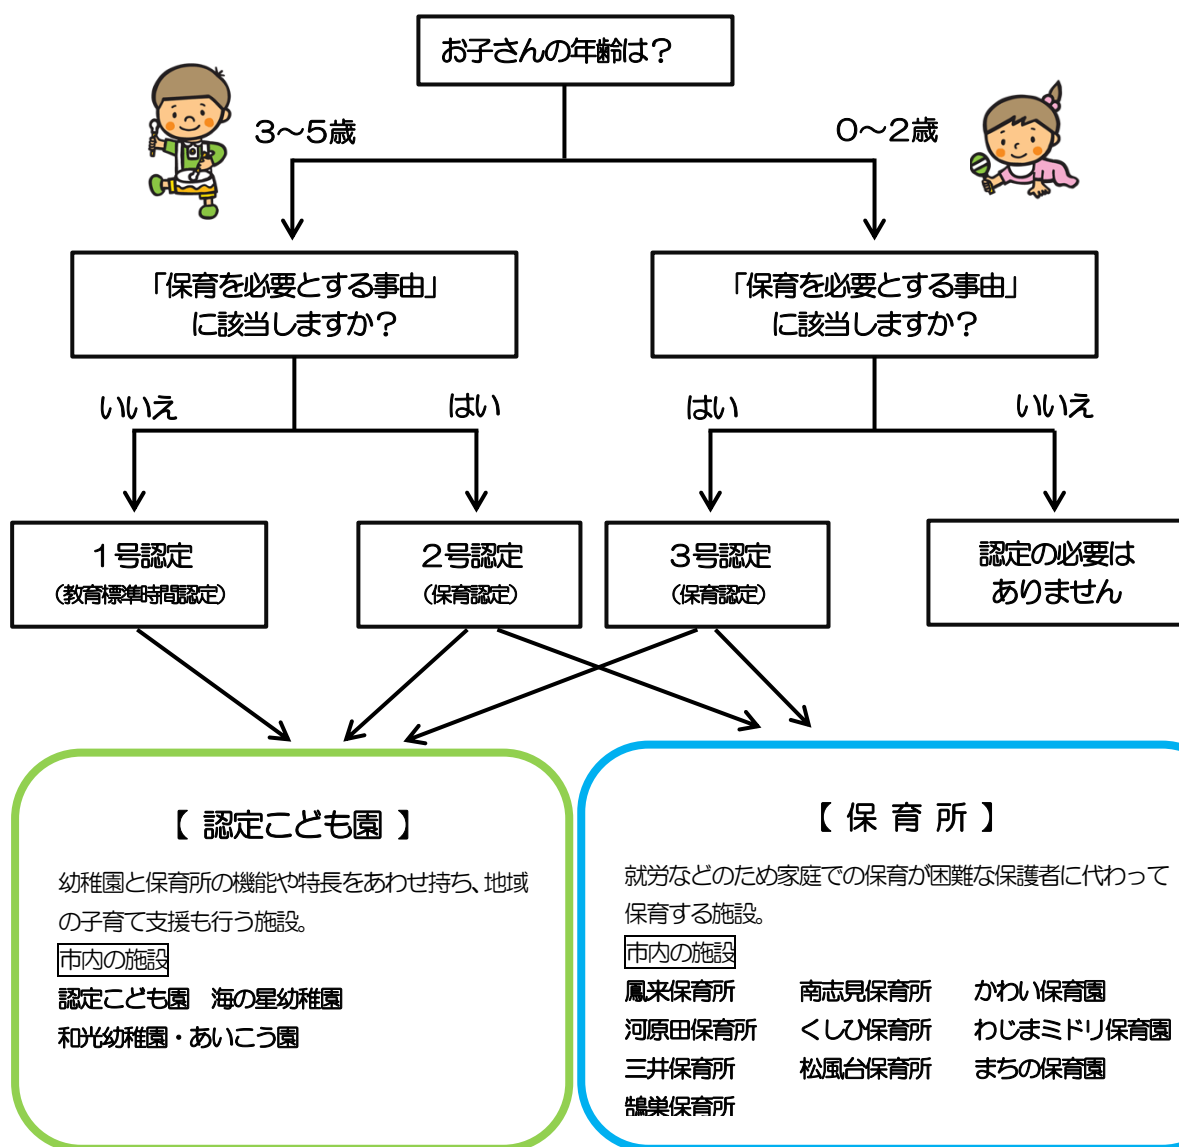 お子さんの年齢は？
３～５歳
０～２歳
「保育を必要とする事由」
に該当しますか？
「保育を必要とする事由」
に該当しますか？
いいえ
はい
はい
いいえ
１号認定
（教育標準時間認定）
２号認定
（保育認定）
３号認定
（保育認定）
認定の必要は
ありません
【 認定こども園 】
幼稚園と保育所の機能や特長をあわせ持ち、地域
の子育て支援も行う施設。
市内の施設
認定こども園　海の星幼稚園
和光幼稚園・あいこう園
【 保 育 所 】
就労などのため家庭での保育が困難な保護者に代わって
保育する施設。
市内の施設
鳳来保育所　南志見保育所　かわい保育園
河原田保育所　くしひ保育所　わじまミドリ保育園
三井保育所　松風台保育所　まちの保育園
鵠巣保育所